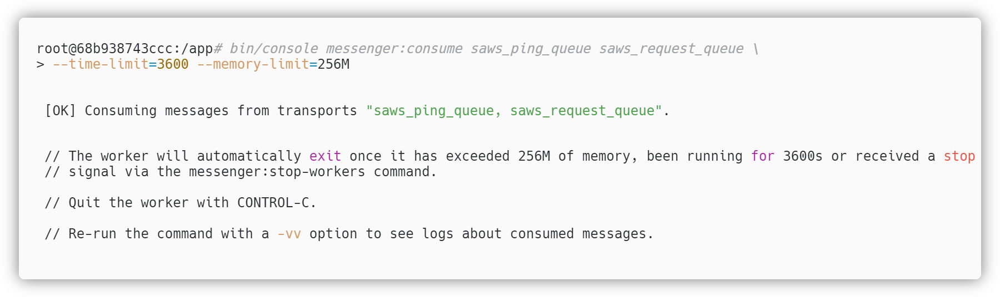 root@68b938743ccc:/app# bin/console messenger:consume saws_ping_queue saws_request_queue \
> --time-limit=3600 --memory-limit=256M
[OK] Consuming messages from transports "saws_ping_queue, saws_request_queue".
// The worker will automatically exit once it has exceeded 256M of memory, been running for 3600s or received a stop
// signal via the messenger:stop-workers command.
// Quit the worker with CONTROL-C.
// Re-run the command with a -vv option to see logs about consumed messages.